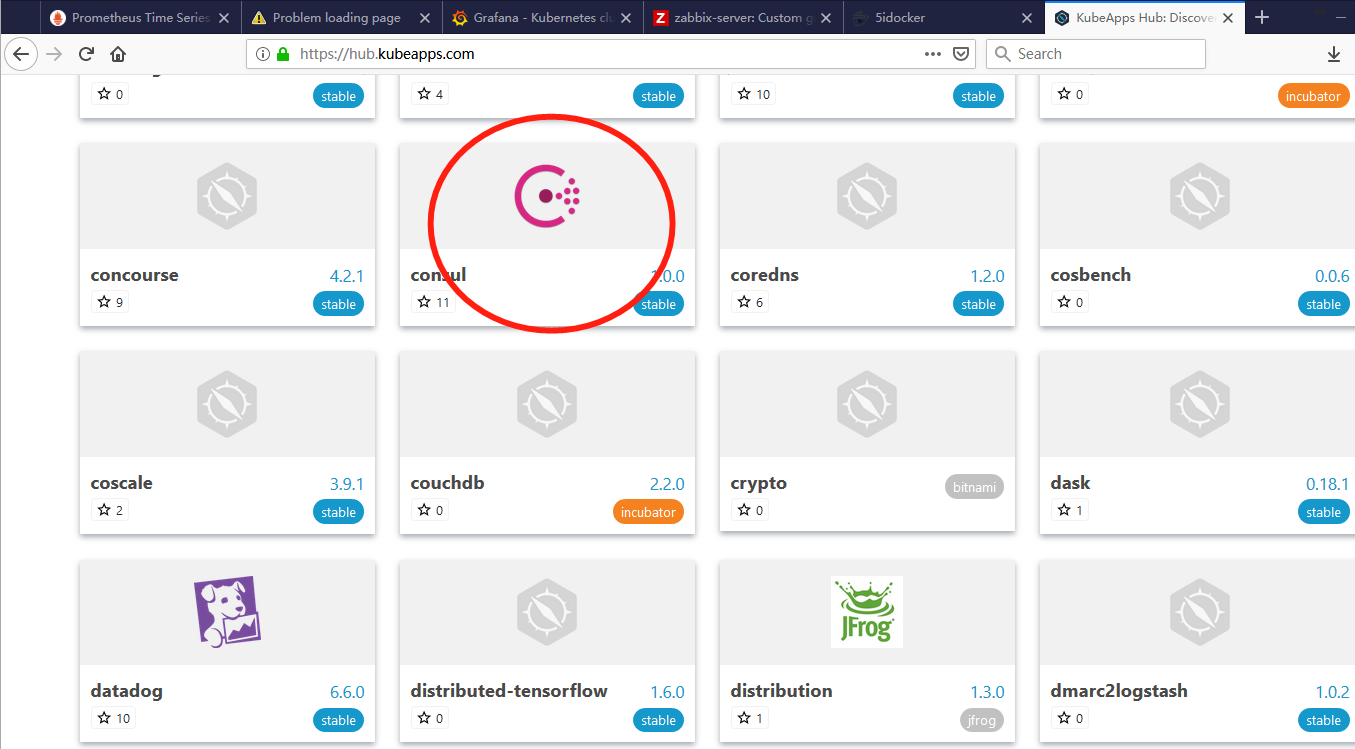 Prometheus Time Series
Problem loading page
Grafana - Kubernetes clu
zabbix-server: Custom g
5idocker
KubeApps Hub: Discover
https://hub.kubeapps.com
Search
0 stable
4 stable
10 stable
0 incubator
concourse 4.2.1
9 stable
consul 1.0.0
11 stable
coredns 1.2.0
6 stable
cosbench 0.0.6
0 stable
coscale 3.9.1
2 stable
couchdb 2.2.0
0 incubator
crypto bitnami
0
dask 0.18.1
1 stable
JFrog
datadog 6.6.0
10 stable
distributed-tensorflow 1.6.0
0 stable
distribution 1.3.0
1 jfrog
dmarc2logstash 1.0.2
0 stable